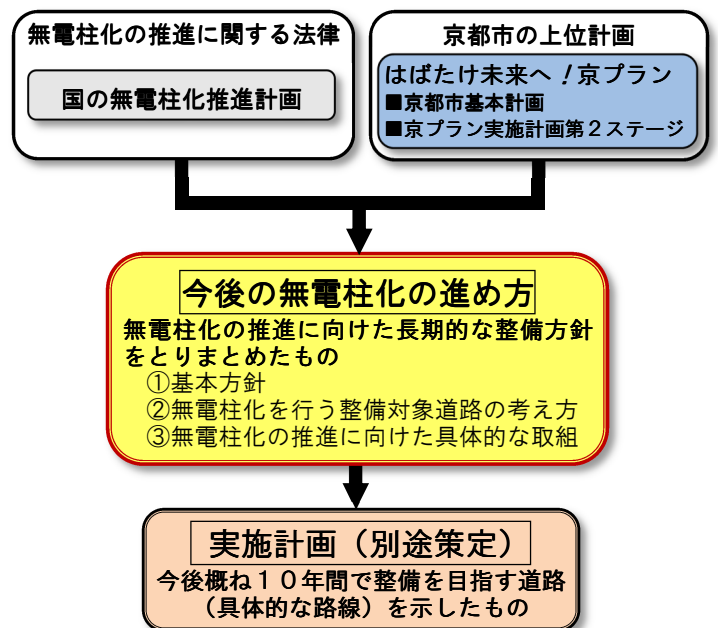 無電柱化の推進に関する法律
国の無電柱化推進計画
京都市の上位計画
はばたけ未来へ!京プラン
■京都市基本計画
■京プラン実施計画第2ステージ
今後の無電柱化の進め方
無電柱化の推進に向けた長期的な整備方針
をとりまとめたもの
①基本方針
②無電柱化を行う整備対象道路の考え方
③無電柱化の推進に向けた具体的な取組
実施計画(別途策定)
今後概ね10年間で整備を目指す道路
(具体的な路線)を示したもの